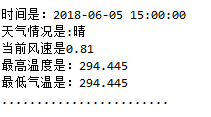 时间是：2018-06-05 15:00:00
天气情况是:晴
当前风速是0.81
最高温度是：294.445
最低气温是：294.445
........................